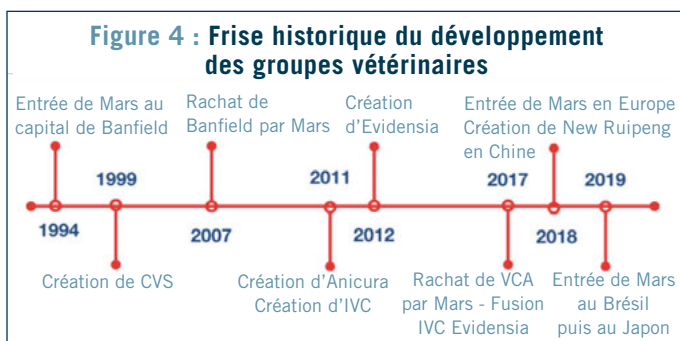 Figure 4 : Frise historique du développement
des groupes vétérinaires
Entrée de Mars au
capital de Banfield
Rachat de
Banfield par Mars
Création
d’Evidensia
Entrée de Mars en Europe
Création de New Ruipeng
en Chine
1999
2011
2017
2019
1994
2007
2012
2018
Création de CVS
Création d’Anicura
Création d’IVC
Rachat de VCA
par Mars - Fusion
IVC Evidensia
Entrée de Mars
au Brésil
puis au Japon